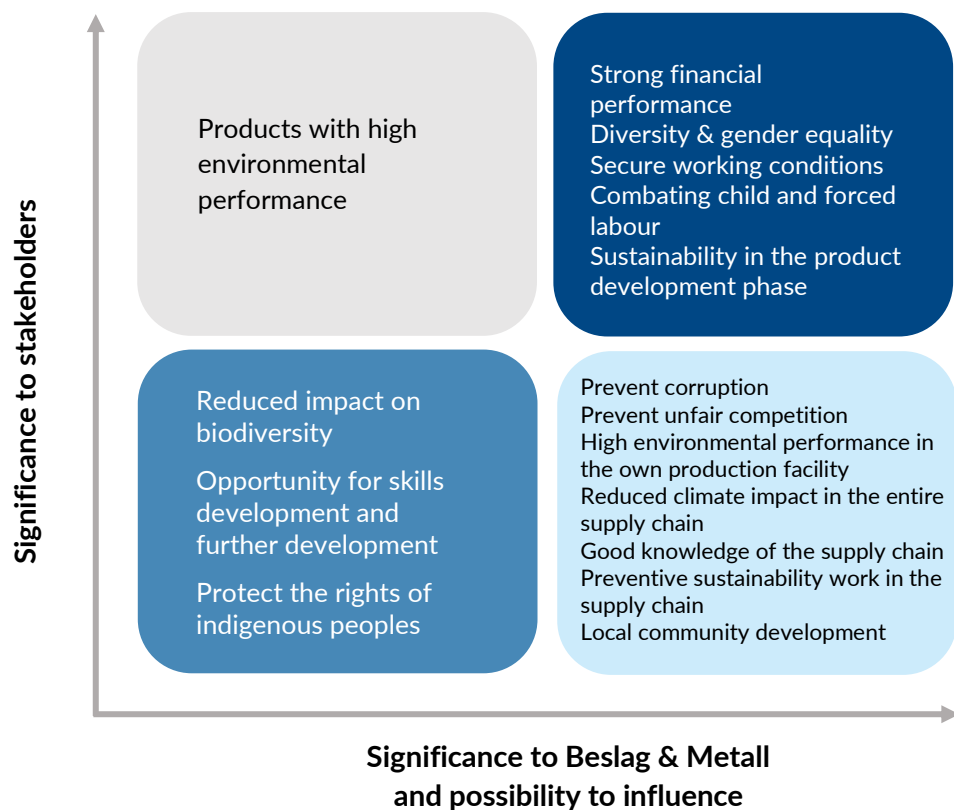 Significance to stakeholders
Products with high
environmental
performance
Strong financial
performance
Diversity & gender equality
Secure working conditions
Combating child and forced
labour
Sustainability in the product
development phase
Reduced impact on
biodiversity
Opportunity for skills
development and
further development
Protect the rights of
indigenous peoples
Prevent corruption
Prevent unfair competition
High environmental performance in
the own production facility
Reduced climate impact in the entire
supply chain
Good knowledge of the supply chain
Preventive sustainability work in the
supply chain
Local community development
Significance to Beslag & Metall
and possibility to influence